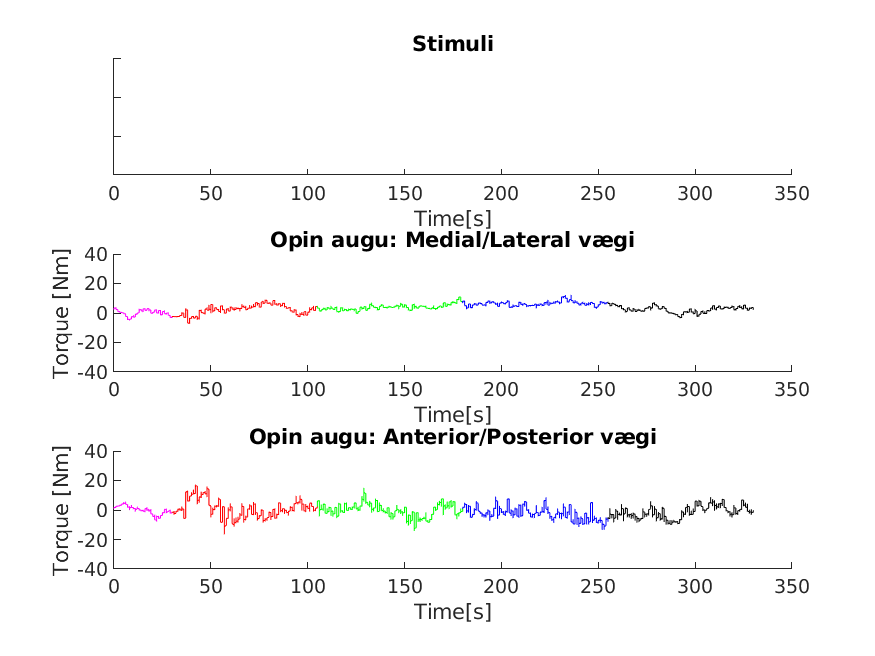 Stimuli
0 50 100 150 200 250 300 350
Time[s]
Opin augu: Medial/Lateral vægi
Torque [Nm]
40
20
0
-20
-40
0 50 100 150 200 250 300 350
Time[s]
Opin augu: Anterior/Posterior vægi
Torque [Nm]
40
20
0
-20
-40
0 50 100 150 200 250 300 350
Time[s]